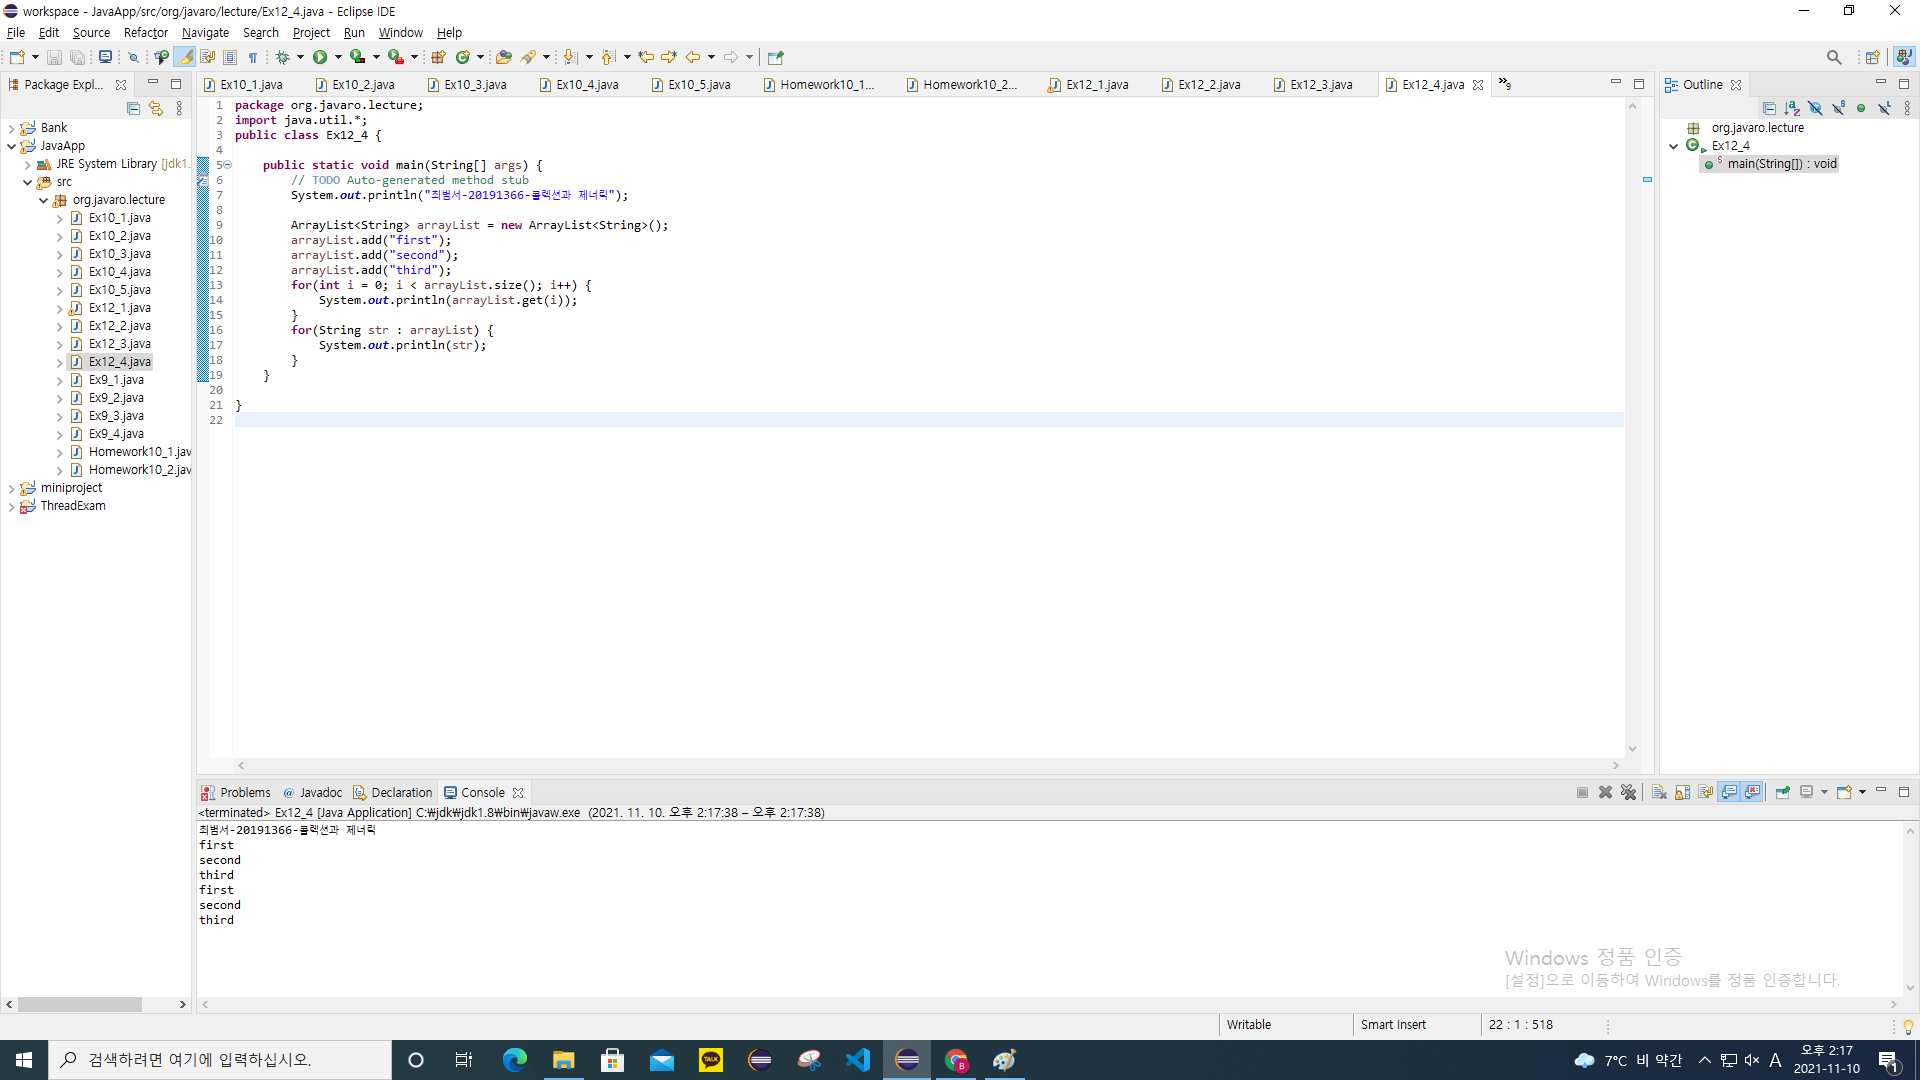 workspace - JavaApp/src/org/javaro/lecture/Ex12_4.java - Eclipse IDE
File Edit Source Refactor Navigate Search Project Run Window Help
Package Expl...
Bank
JavaApp
JRE System Library [jdk1.
src
org.javaro.lecture
Ex10_1.java
Ex10_2.java
Ex10_3.java
Ex10_4.java
Ex10_5.java
Ex12_1.java
Ex12_2.java
Ex12_3.java
Ex12_4.java
Ex9_1.java
Ex9_2.java
Ex9_3.java
Ex9_4.java
Homework10_1.jav
Homework10_2.jav
miniproject
ThreadExam
Ex10_1.java Ex10_2.java Ex10_3.java Ex10_4.java Ex10_5.java Homework10_1... Homework10_2... Ex12_1.java Ex12_2.java Ex12_3.java Ex12_4.java »9
1 package org.javaro.lecture;
2 import java.util.*;
3 public class Ex12_4 {
4
5 public static void main(String[] args) {
6 // TODO Auto-generated method stub
7 System.out.println("최범서-20191366-콜렉션과 제너릭");
8
9 ArrayList<String> arrayList = new ArrayList<String>();
10 arrayList.add("first");
11 arrayList.add("second");
12 arrayList.add("third");
13 for(int i = 0; i < arrayList.size(); i++) {
14 System.out.println(arrayList.get(i));
15 }
16 for(String str : arrayList) {
17 System.out.println(str);
18 }
19 }
20
21 }
22
Outline
org.javaro.lecture
Ex12_4
main(String[]) : void
Problems Javadoc Declaration Console
<terminated> Ex12_4 [Java Application] C:₩jdk₩jdk1.8₩bin₩javaw.exe (2021. 11. 10. 오후 2:17:38 – 오후 2:17:38)
최범서-20191366-콜렉션과 제너릭
first
second
third
first
second
third
Windows 정품 인증
[설정]으로 이동하여 Windows를 정품 인증합니다.
Writable Smart Insert 22 : 1 : 518
검색하려면 여기에 입력하십시오.
TALK
B
7°C 비 약간
A
오후 2:17
2021-11-10
1